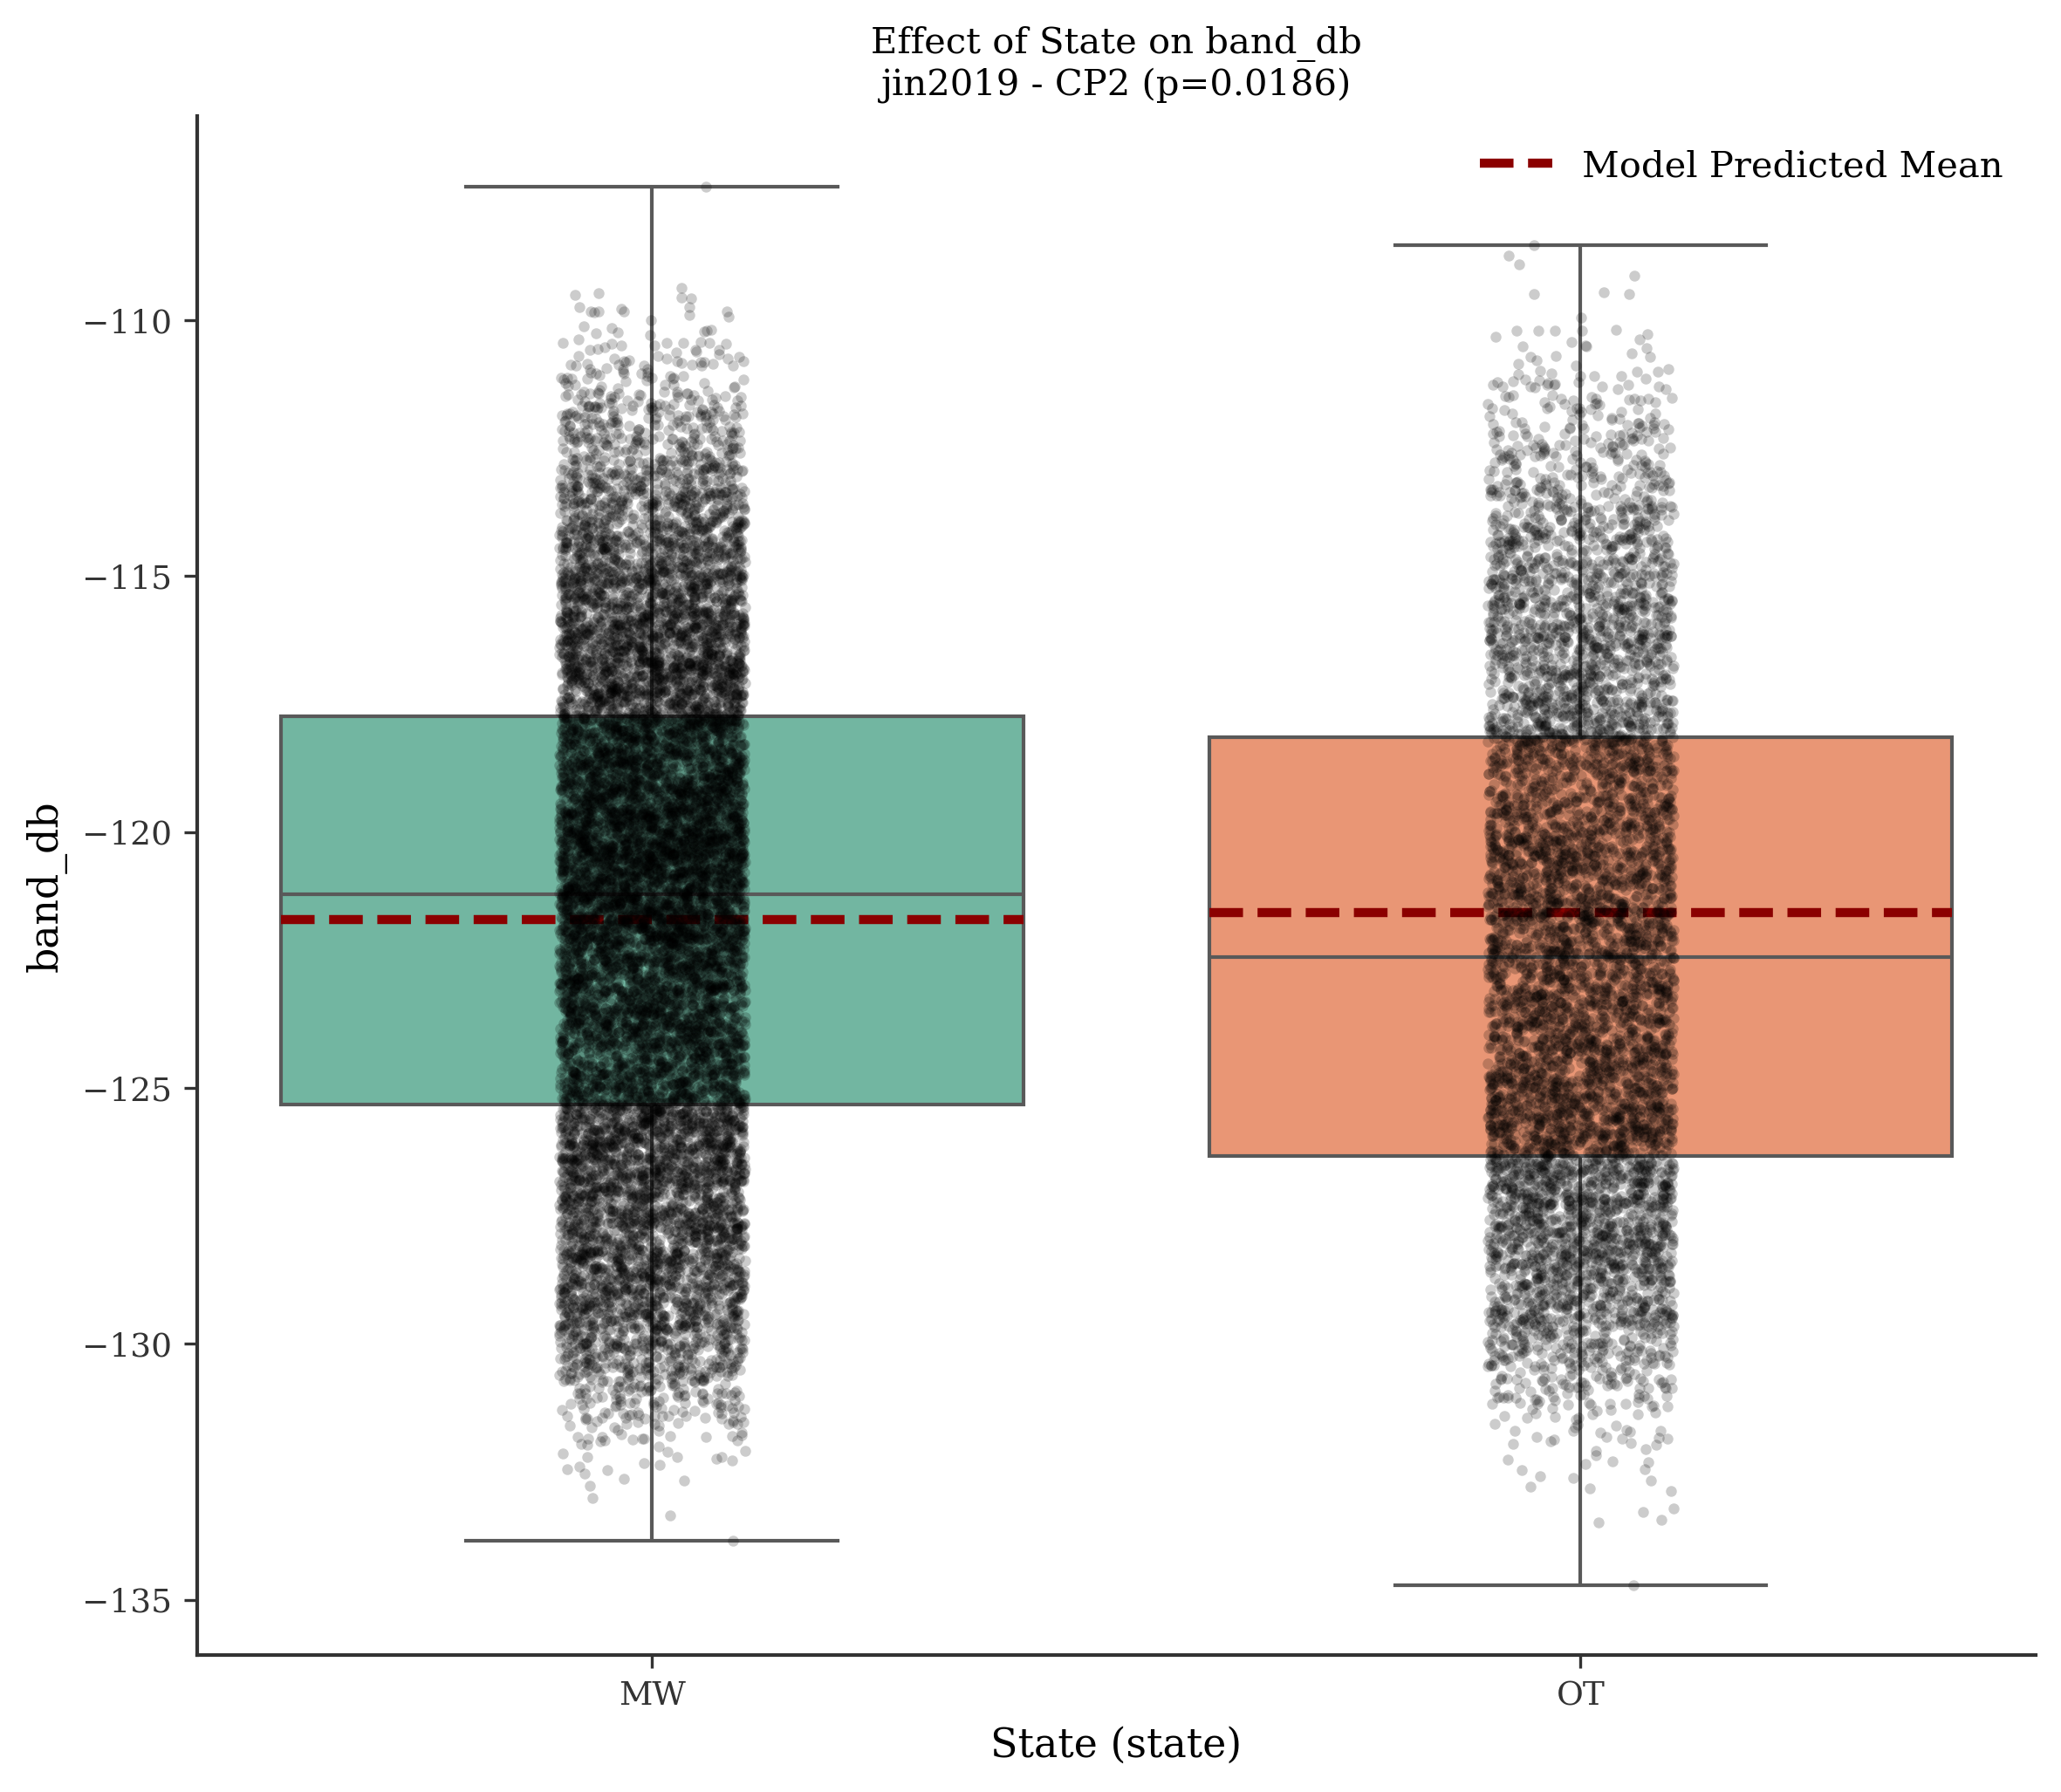 Effect of State on band_db
jin2019 - CP2 (p=0.0186)
Model Predicted Mean
−110
−115
−120
−125
−130
−135
band_db
MW
OT
State (state)